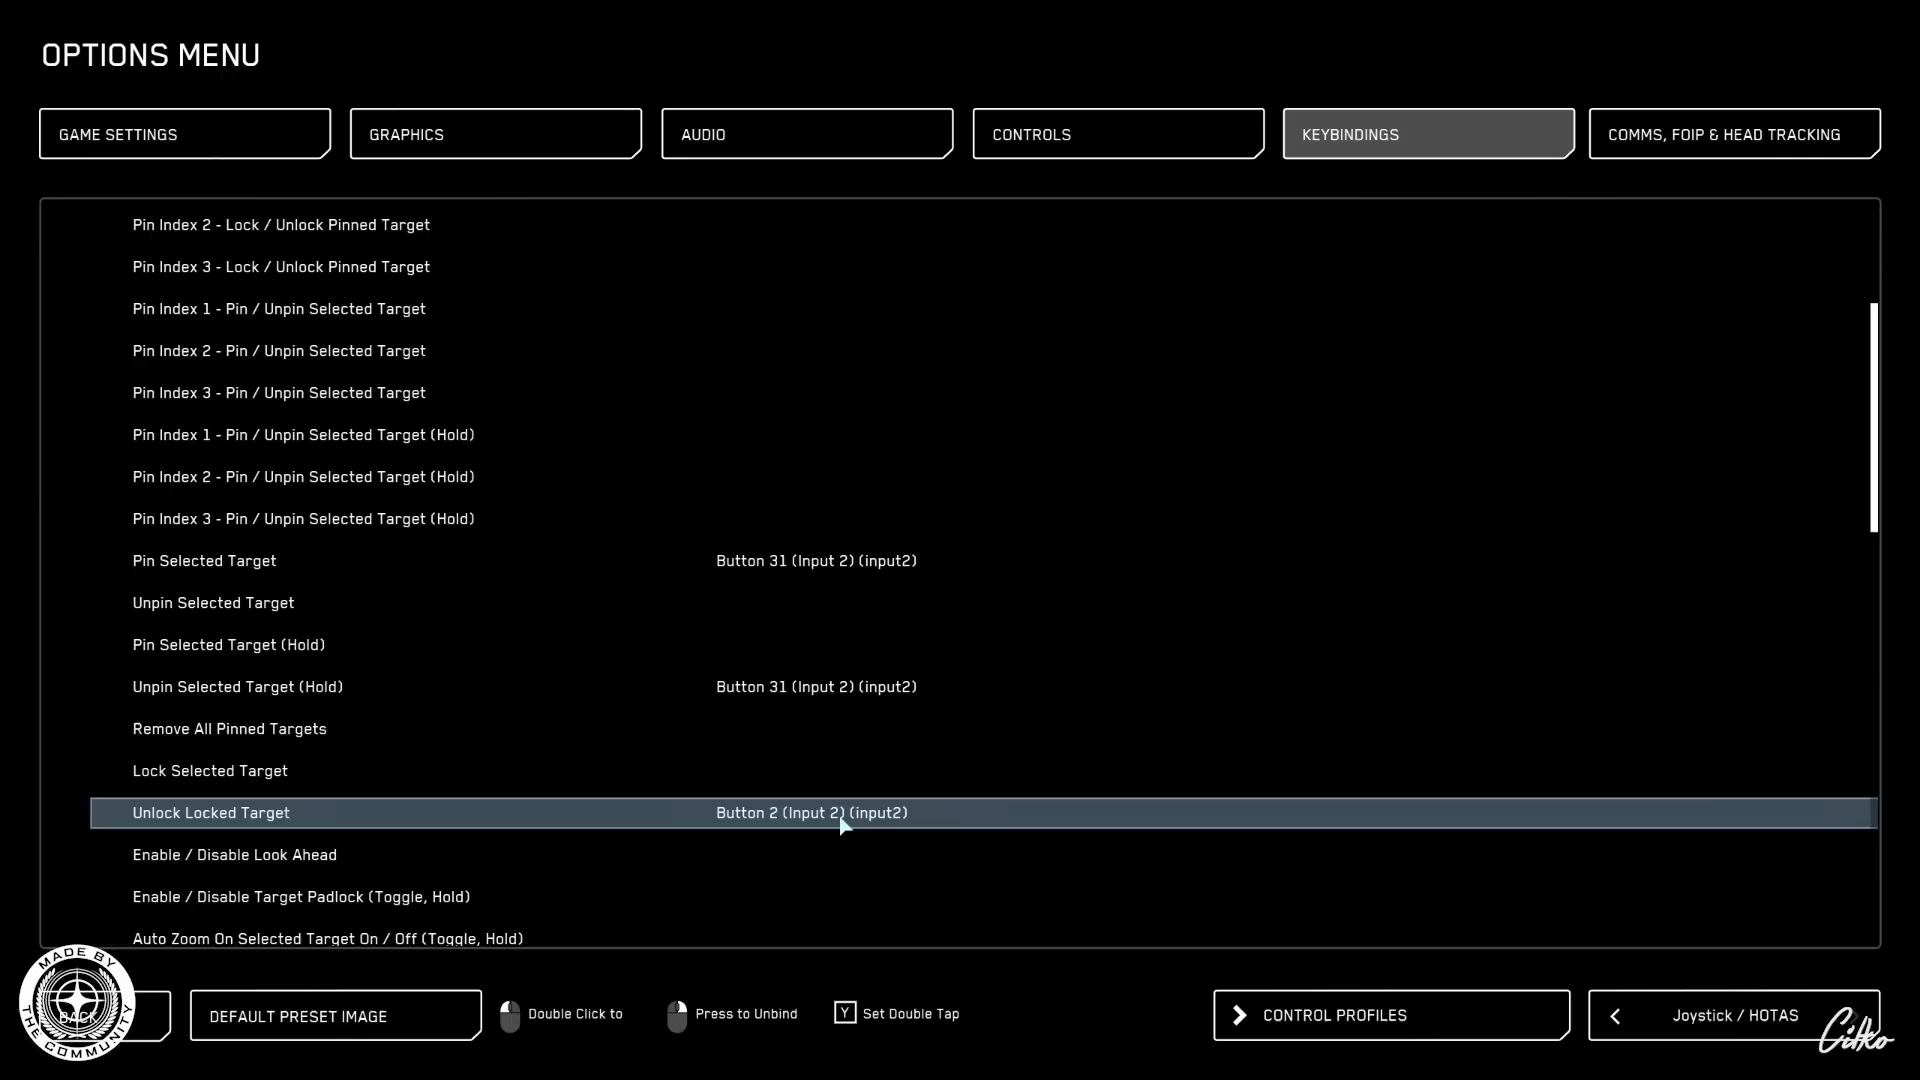 OPTIONS MENU
GAME SETTINGS
GRAPHICS
AUDIO
CONTROLS
KEYBINDINGS
COMMS, FOIP & HEAD TRACKING
Pin Index 2 - Lock / Unlock Pinned Target
Pin Index 3 - Lock / Unlock Pinned Target
Pin Index 1 - Pin / Unpin Selected Target
Pin Index 2 - Pin / Unpin Selected Target
Pin Index 3 - Pin / Unpin Selected Target
Pin Index 1 - Pin / Unpin Selected Target (Hold)
Pin Index 2 - Pin / Unpin Selected Target (Hold)
Pin Index 3 - Pin / Unpin Selected Target (Hold)
Pin Selected Target Button 31 (Input 2) (input2)
Unpin Selected Target
Pin Selected Target (Hold)
Unpin Selected Target (Hold) Button 31 (Input 2) (input2)
Remove All Pinned Targets
Lock Selected Target
Unlock Locked Target Button 2 (Input 2) (input2)
Enable / Disable Look Ahead
Enable / Disable Target Padlock (Toggle, Hold)
Auto Zoom On Selected Target On / Off (Toggle, Hold)
MADE BY THE COMMUNITY
BACK
DEFAULT PRESET IMAGE
Double Click to
Press to Unbind
Y Set Double Tap
CONTROL PROFILES
Joystick / HOTAS